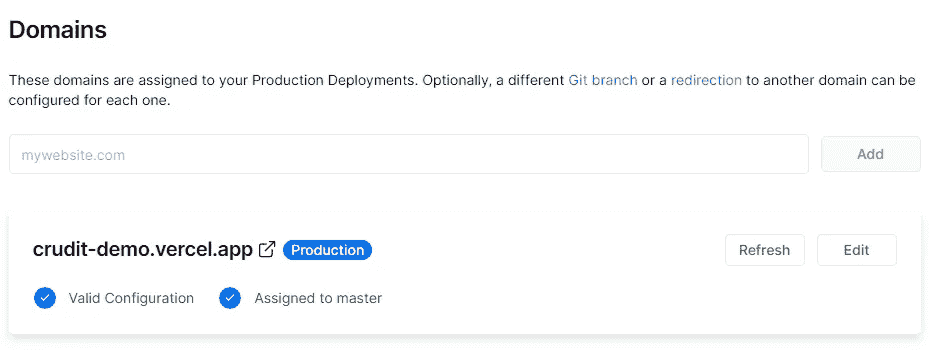 Domains
These domains are assigned to your Production Deployments. Optionally, a different Git branch or a redirection to another domain can be
configured for each one.
mywebsite.com
Add
crudit-demo.vercel.app Production
Refresh
Edit
Valid Configuration
Assigned to master